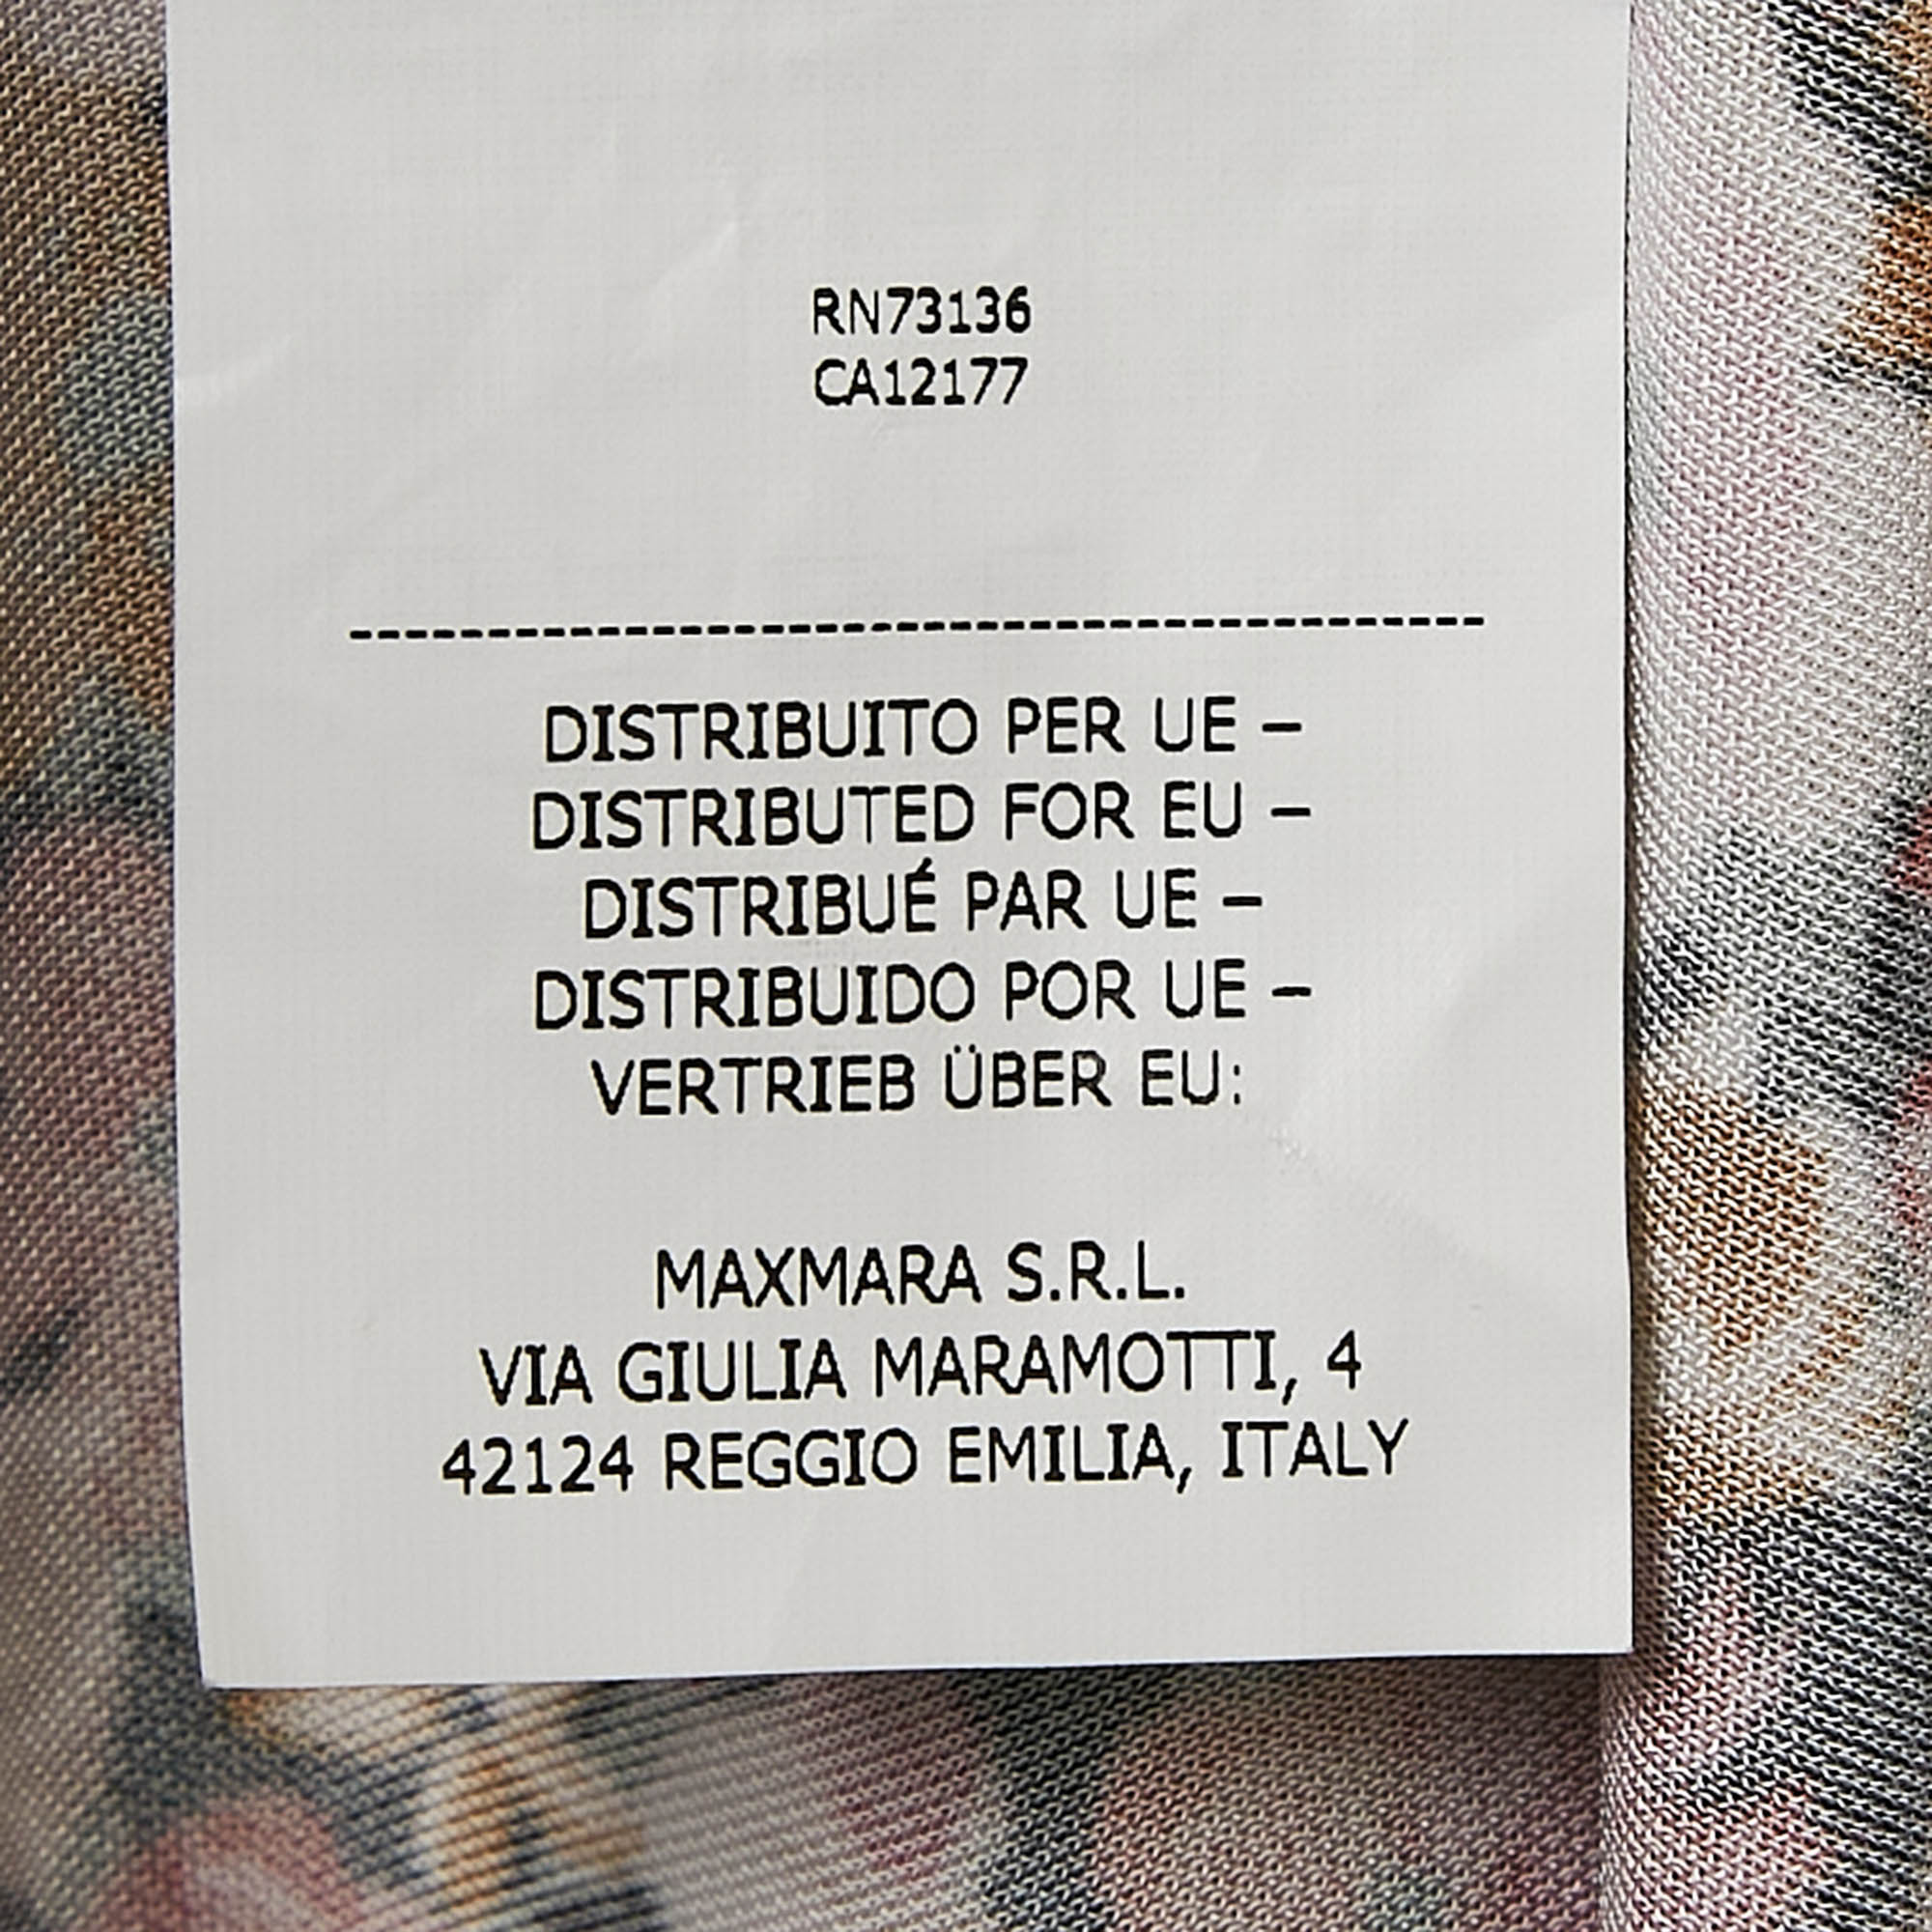 RN73136
CA12177
-----------------------------------------
DISTRIBUITO PER UE –
DISTRIBUTED FOR EU –
DISTRIBUÉ PAR UE –
DISTRIBUIDO POR UE –
VERTRIEB ÜBER EU:
MAXMARA S.R.L.
VIA GIULIA MARAMOTTI, 4
42124 REGGIO EMILIA, ITALY